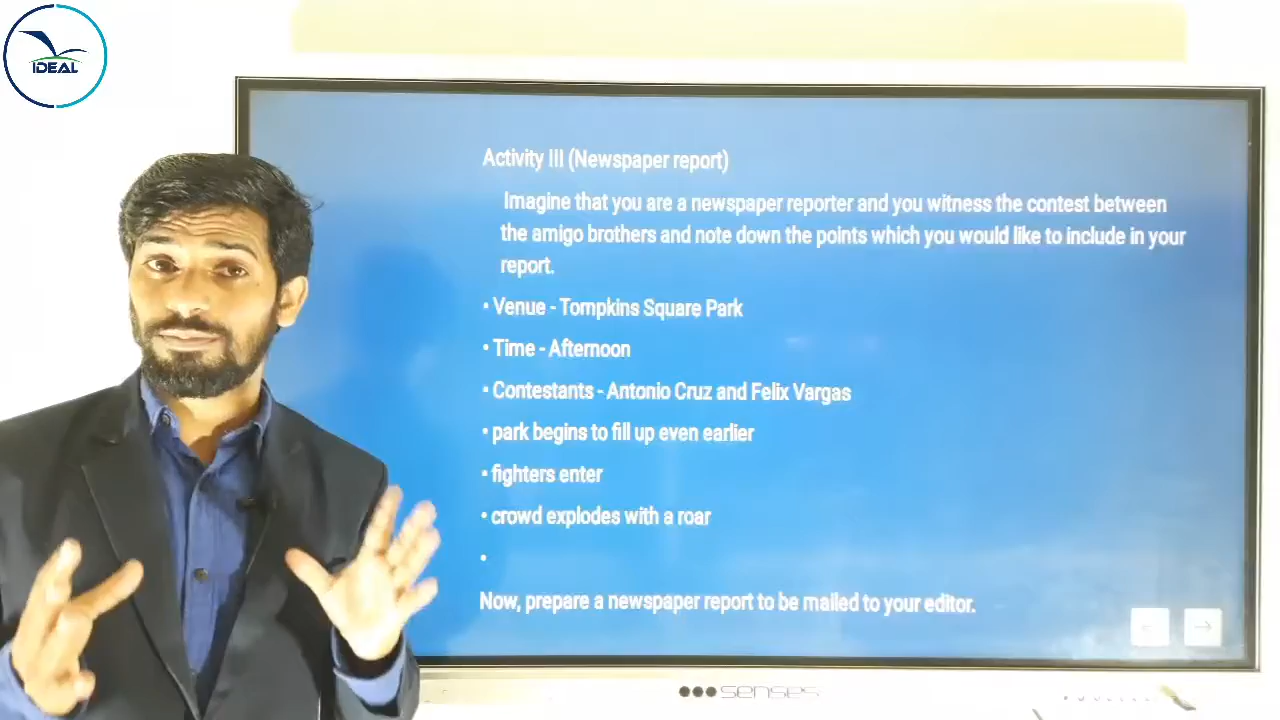 IDEAL
Activity III (Newspaper report)
Imagine that you are a newspaper reporter and you witness the contest between
the amigo brothers and note down the points which you would like to include in your
report.
• Venue - Tompkins Square Park
• Time - Afternoon
• Contestants - Antonio Cruz and Felix Vargas
• park begins to fill up even earlier
• fighters enter
• crowd explodes with a roar
•
Now, prepare a newspaper report to be mailed to your editor.
senses